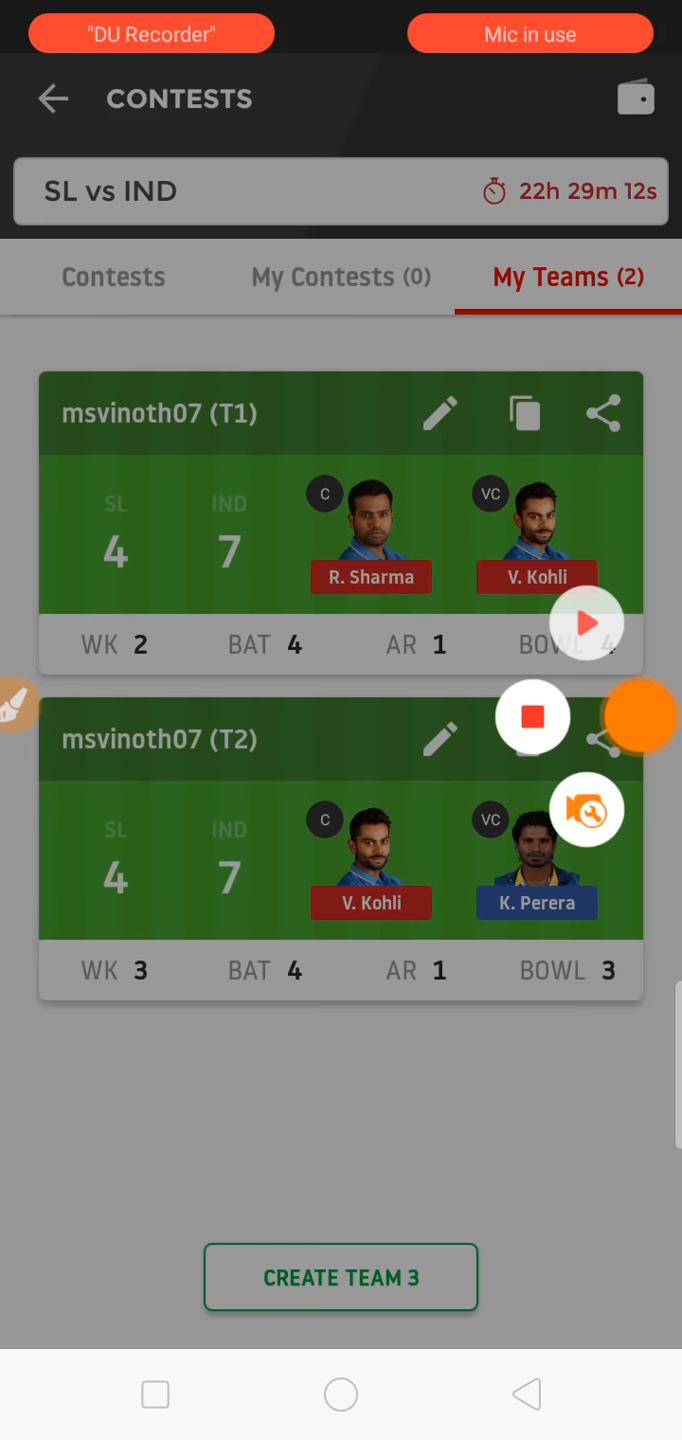 "DU Recorder" Mic in use
CONTESTS
SL vs IND 22h 29m 12s
Contests My Contests (0) My Teams (2)
msvinoth07 (T1)
SL IND C VC
4 7
R. Sharma V. Kohli
WK 2 BAT 4 AR 1 BOWL 4
msvinoth07 (T2)
SL IND C VC
4 7
V. Kohli K. Perera
WK 3 BAT 4 AR 1 BOWL 3
CREATE TEAM 3